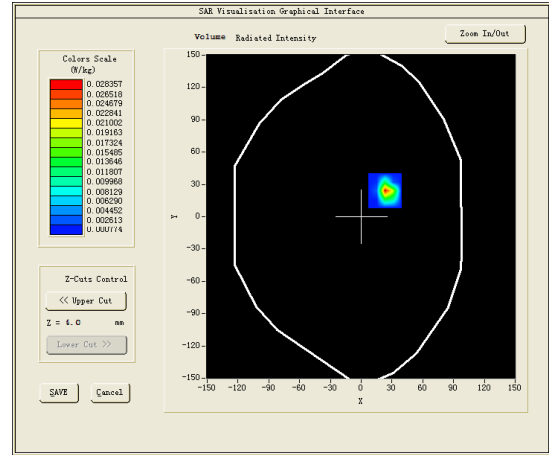 SAR Visualisation Graphical Interface
Volume Radiated Intensity
Zoom In/Out
Colors Scale
(W/kg)
0.028357
0.026518
0.024679
0.022841
0.021002
0.019163
0.017324
0.015485
0.013646
0.011807
0.009968
0.008129
0.006290
0.004452
0.002613
0.000774
Z-Cuts Control
<< Upper Cut
Z = 4.0 mm
Lower Cut >>
SAVE Cancel
150
120
90
60
30
0
-30
-60
-90
-120
-150
Y
-150 -120 -90 -60 -30 0 30 60 90 120 150
X